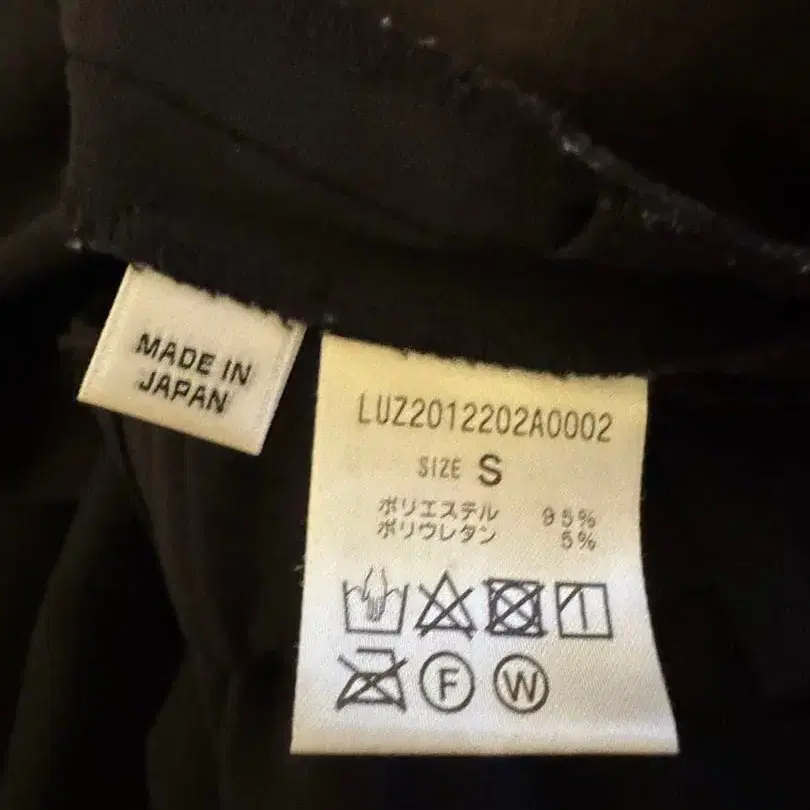 MADE IN
JAPAN
LUZ2012202A0002
SIZE S
ポリエステル 95%
ポリウレタン 5%
F W